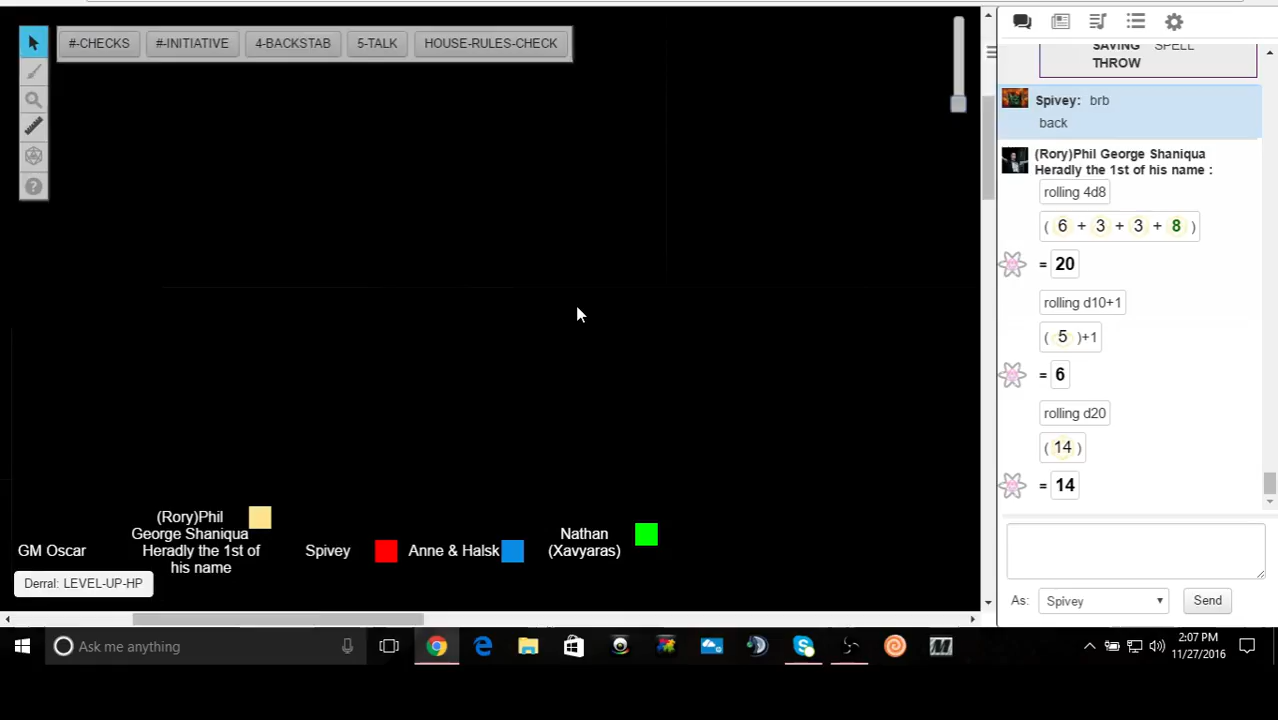 #-CHECKS
#-INITIATIVE
4-BACKSTAB
5-TALK
HOUSE-RULES-CHECK
SAVING SPELL
THROW
Spivey: brb
back
(Rory)Phil George Shaniqua
Heradly the 1st of his name :
rolling 4d8
( 6 + 3 + 3 + 8 )
= 20
rolling d10+1
( 5 )+1
= 6
rolling d20
( 14 )
= 14
GM Oscar
(Rory)Phil
George Shaniqua
Heradly the 1st of
his name
Spivey
Anne & Halsk
Nathan
(Xavyaras)
Derral: LEVEL-UP-HP
As:
Spivey
Send
Ask me anything
2:07 PM
11/27/2016